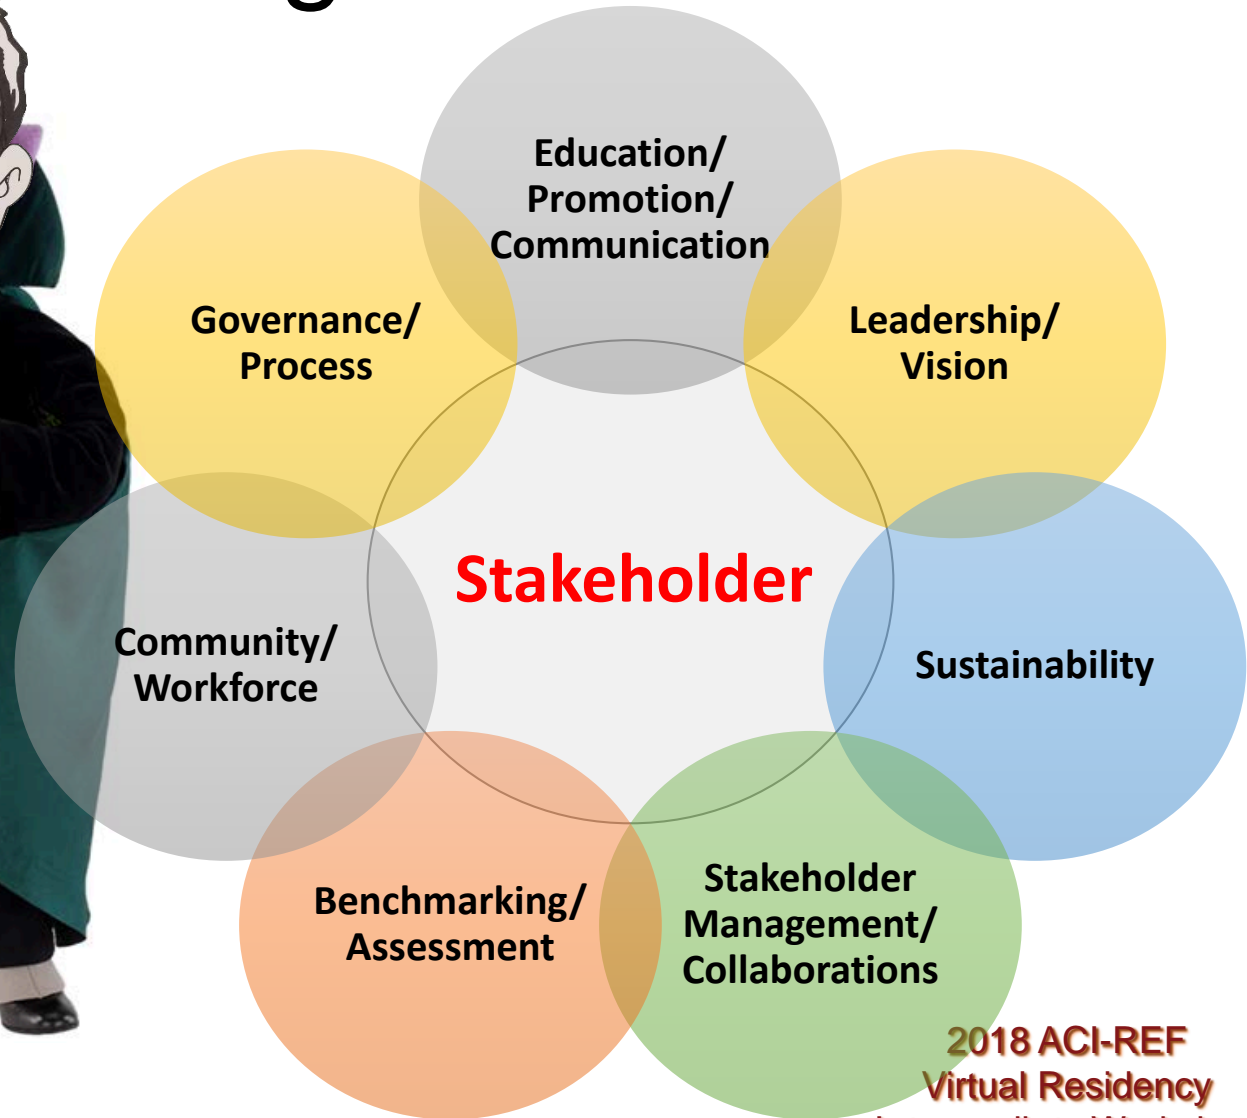 Education/
Promotion/
Communication
Governance/
Process
Leadership/
Vision
Stakeholder
Community/
Workforce
Sustainability
Benchmarking/
Assessment
Stakeholder
Management/
Collaborations
2018 ACI-REF
Virtual Residency